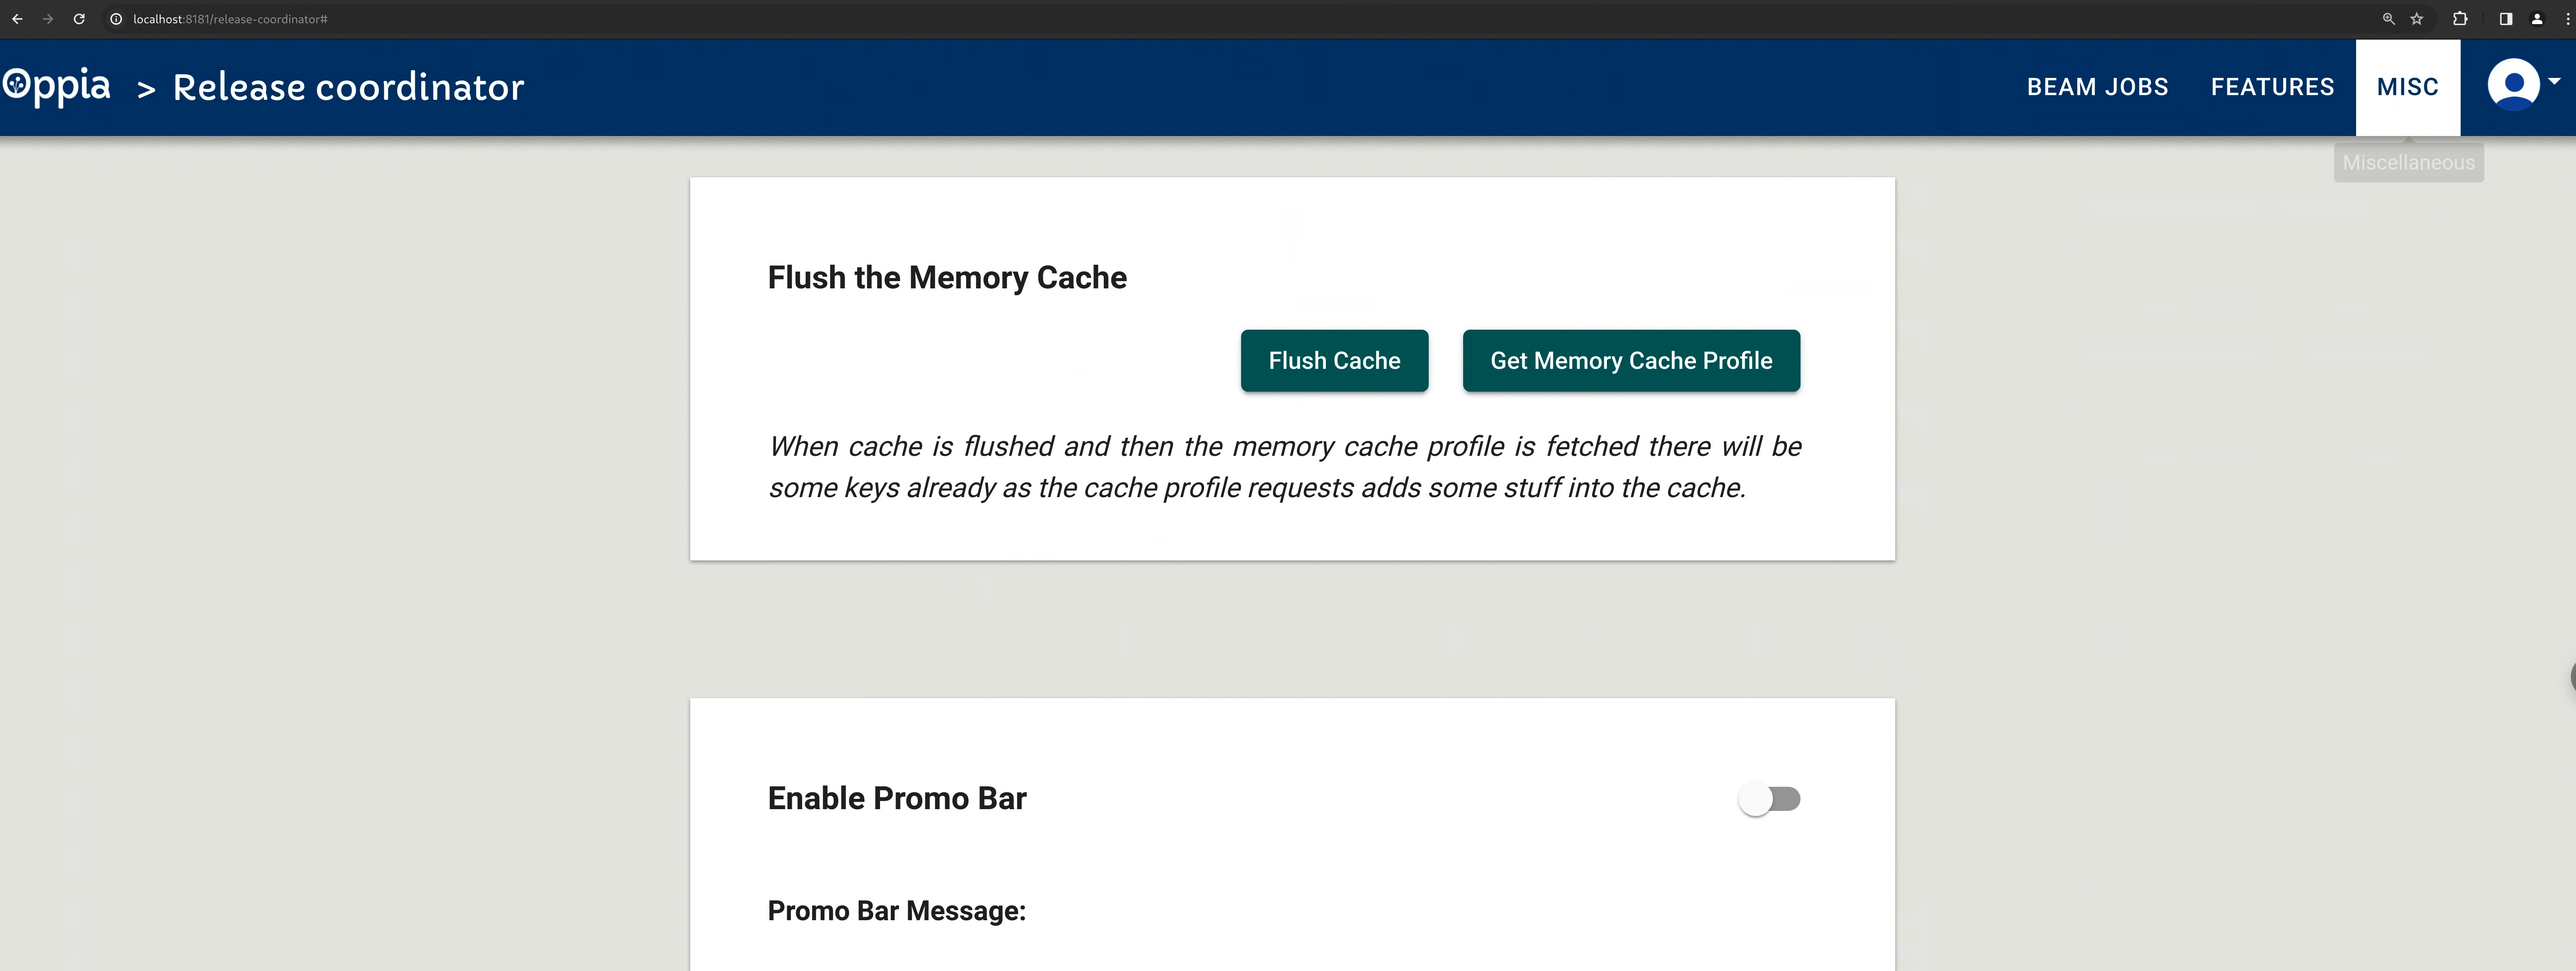 localhost:8181/release-coordinator#
Oppia > Release coordinator
BEAM JOBS FEATURES MISC
Miscellaneous
Flush the Memory Cache
Flush Cache Get Memory Cache Profile
When cache is flushed and then the memory cache profile is fetched there will be
some keys already as the cache profile requests adds some stuff into the cache.
Enable Promo Bar
Promo Bar Message: